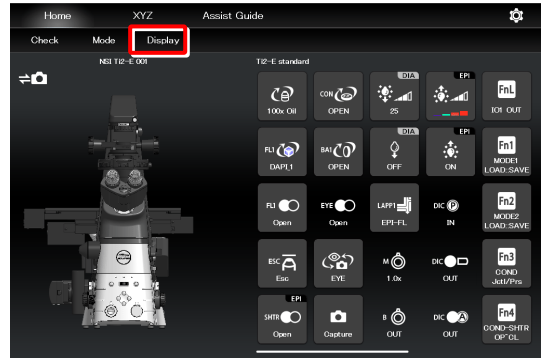 Home XYZ Assist Guide
Check Mode Display
NSI Ti2-E 001
Ti2-E standard
100x Oil
CON
OPEN
DIA
25
EPI
FnL
IO1 OUT
FL1
DAPI_1
BA1
OPEN
DIA
OFF
EPI
ON
Fn1
MODE1
LOAD:SAVE
FL1
Open
EYE
Open
LAPP1
EPI-FL
DIC P
IN
Fn2
MODE2
LOAD:SAVE
ESC
Esc
EYE
M
1.0x
DIC
OUT
Fn3
COND
Jctl/Prs
EPI
SHTR
Open
Capture
B
OUT
DIC A
OUT
Fn4
COND-SHTR
OP^CL